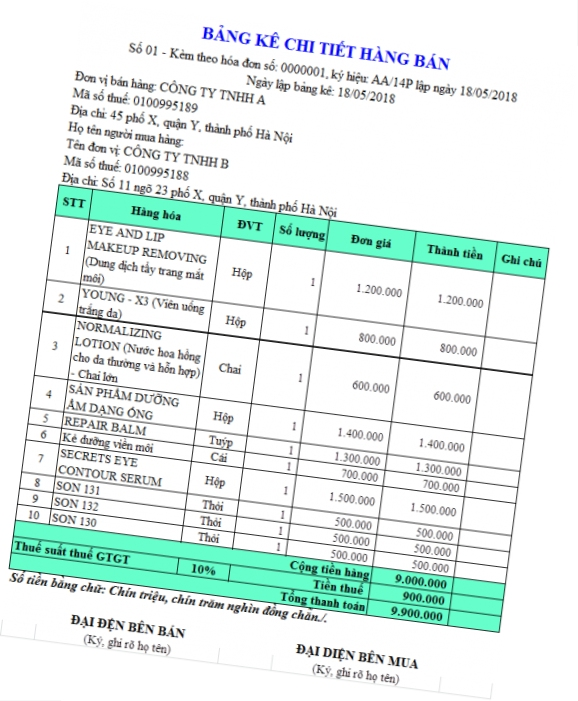 BẢNG KÊ CHI TIẾT HÀNG BÁN
Số 01 - Kèm theo hóa đơn số: 0000001, ký hiệu: AA/14P lập ngày 18/05/2018
Ngày lập bảng kê: 18/05/2018
Đơn vị bán hàng: CÔNG TY TNHH A
Mã số thuế: 0100995189
Địa chỉ: 45 phố X, quận Y, thành phố Hà Nội
Họ tên người mua hàng:
Tên đơn vị: CÔNG TY TNHH B
Mã số thuế: 0100995188
Địa chỉ: Số 11 ngõ 23 phố X, quận Y, thành phố Hà Nội
STT Hàng hóa ĐVT Số lượng Đơn giá Thành tiền Ghi chú
EYE AND LIP
1 MAKEUP REMOVING Hộp 1 1.200.000 1.200.000
(Dung dịch tẩy trang mắt
môi)
2 YOUNG - X3 (Viên uống Hộp 1 800.000 800.000
trắng da)
NORMALIZING
3 LOTION (Nước hoa hồng Chai 1 600.000 600.000
cho da thường và hỗn hợp)
- Chai lớn
4 SẢN PHẨM DƯỠNG Hộp 1 1.400.000 1.400.000
ẨM DẠNG ỐNG
5 REPAIR BALM Tuýp 1 1.300.000 1.300.000
6 Kẻ dưỡng viền môi Cái 1 700.000 700.000
7 SECRETS EYE Hộp 1 1.500.000 1.500.000
CONTOUR SERUM
8 SON 131 Thỏi 1 500.000 500.000
9 SON 132 Thỏi 1 500.000 500.000
10 SON 130 Thỏi 1 500.000 500.000
Cộng tiền hàng 9.000.000
Thuế suất thuế GTGT 10% Tiền thuế 900.000
Tổng thanh toán 9.900.000
Số tiền bằng chữ: Chín triệu, chín trăm nghìn đồng chẵn./.
ĐẠI ĐỆN BÊN BÁN
(Ký, ghi rõ họ tên)
ĐẠI DIỆN BÊN MUA
(Ký, ghi rõ họ tên)